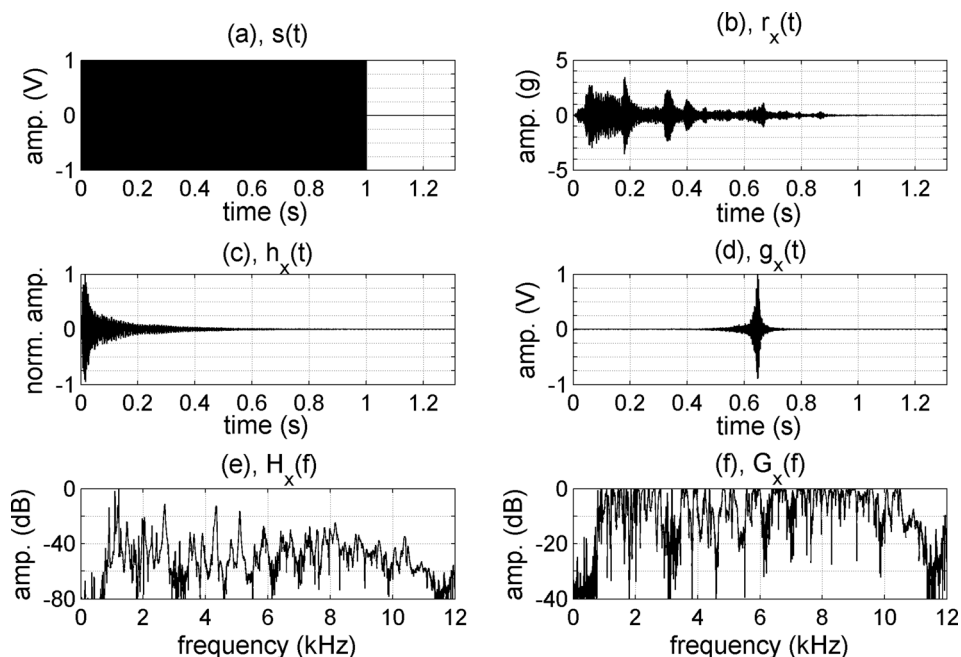 (a), s(t)
amp. (V)
1
0
-1
0 0.2 0.4 0.6 0.8 1 1.2
time (s)
(b), r_x(t)
amp. (g)
5
0
-5
0 0.2 0.4 0.6 0.8 1 1.2
time (s)
(c), h_x(t)
norm. amp.
1
0
-1
0 0.2 0.4 0.6 0.8 1 1.2
time (s)
(d), g_x(t)
amp. (V)
1
0
-1
0 0.2 0.4 0.6 0.8 1 1.2
time (s)
(e), H_x(f)
amp. (dB)
0
-40
-80
0 2 4 6 8 10 12
frequency (kHz)
(f), G_x(f)
amp. (dB)
0
-20
-40
0 2 4 6 8 10 12
frequency (kHz)